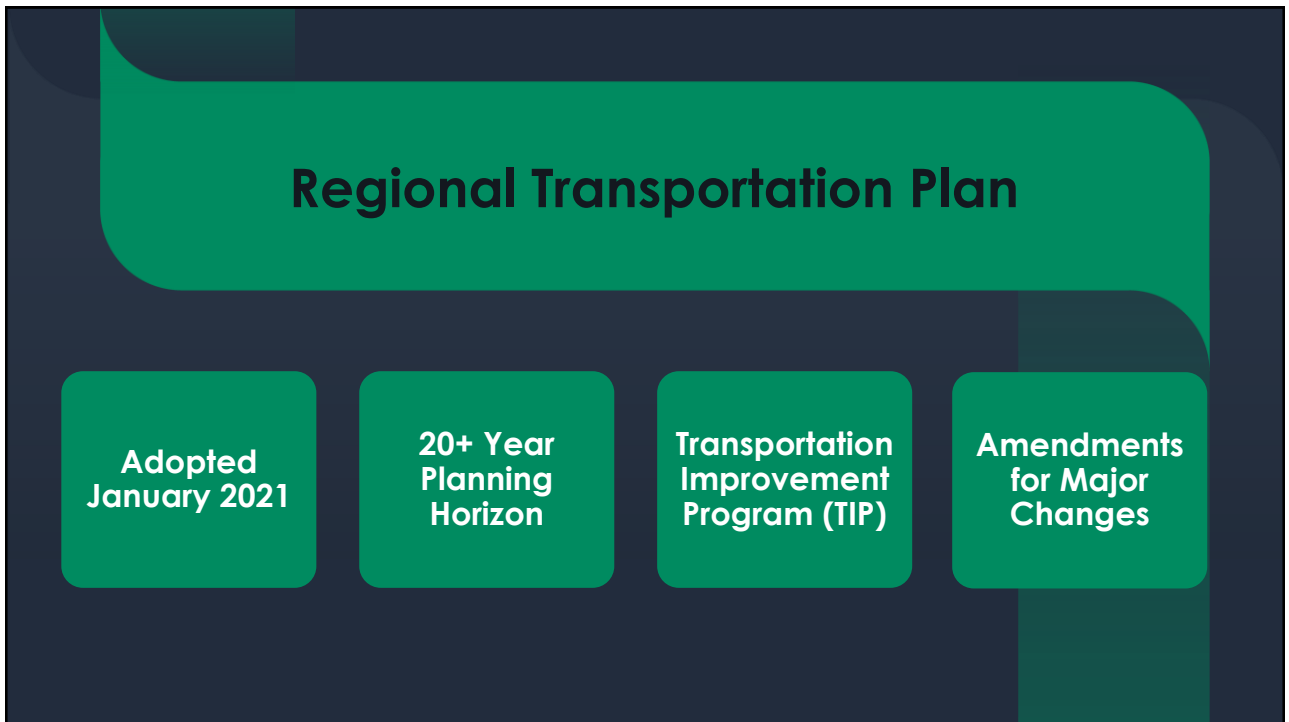 Regional Transportation Plan
Adopted
January 2021
20+ Year
Planning
Horizon
Transportation
Improvement
Program (TIP)
Amendments
for Major
Changes